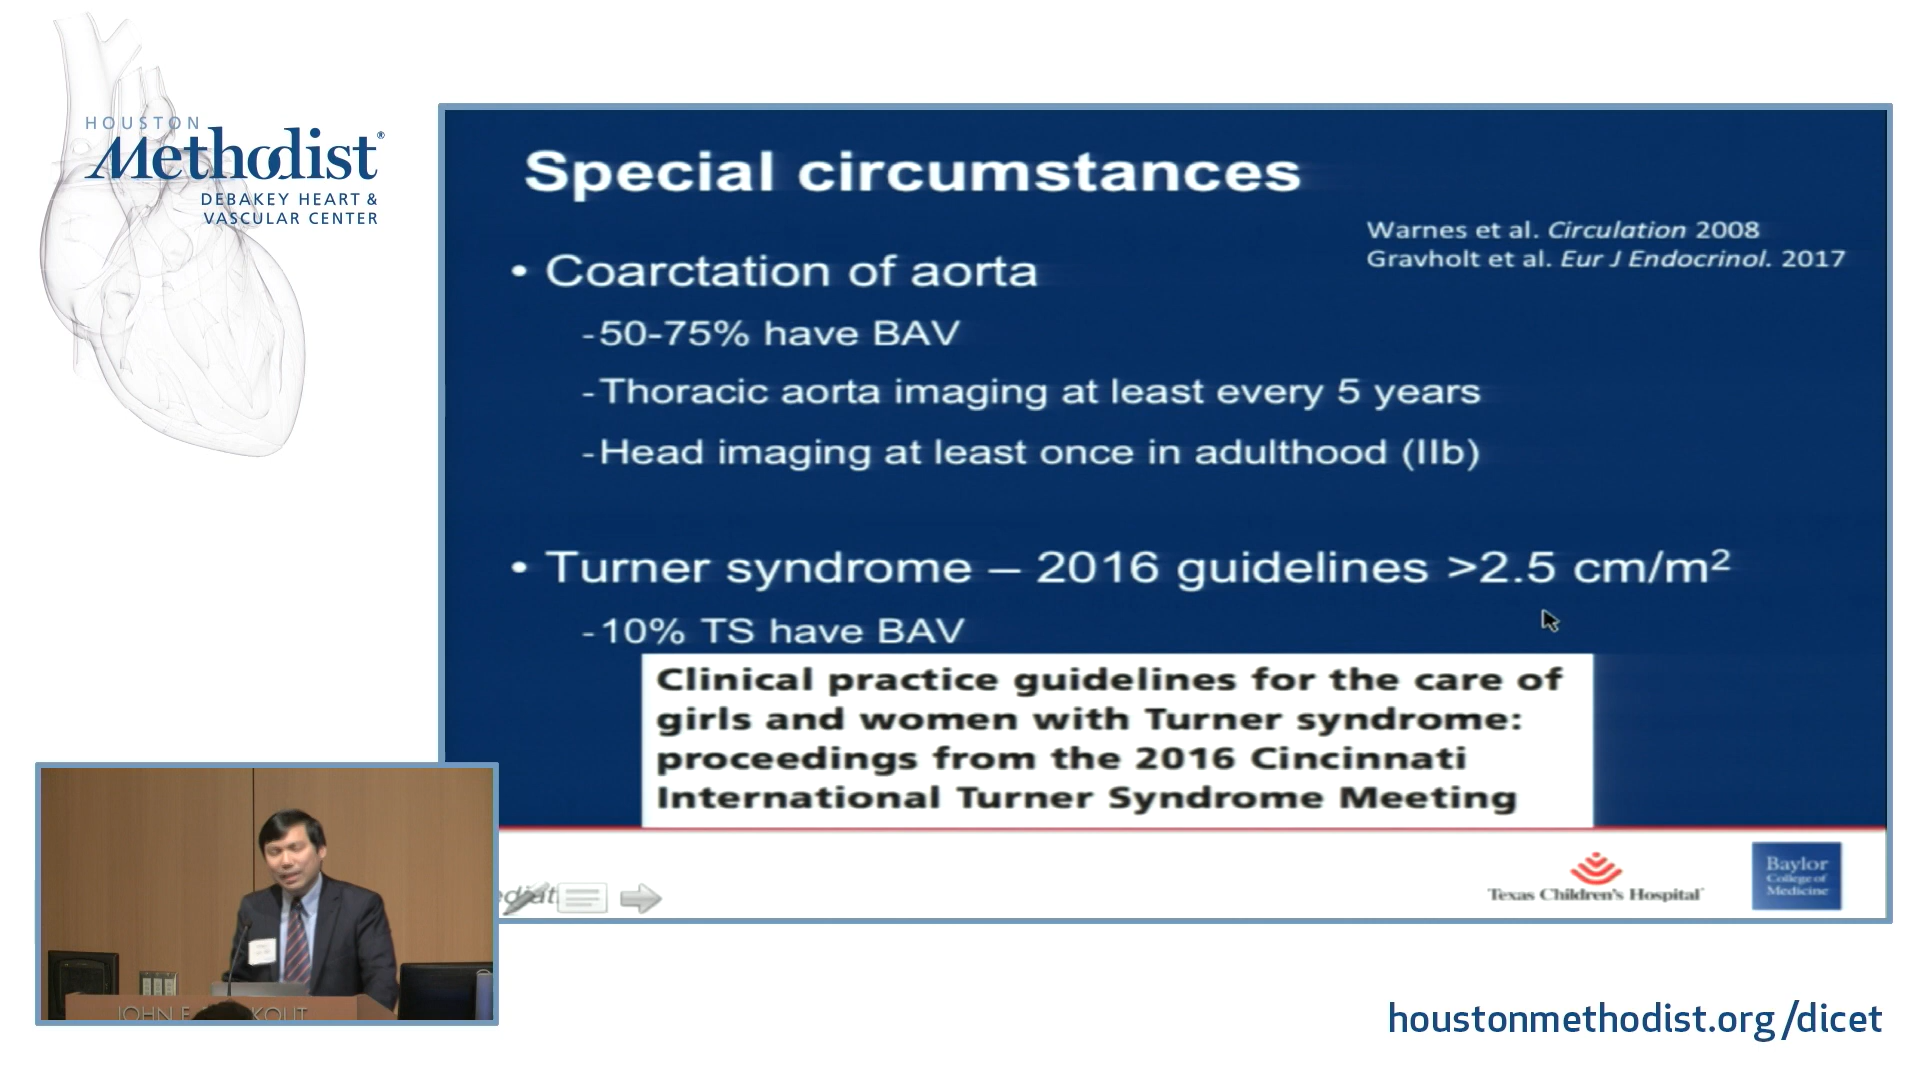 HOUSTON
Methodist®
DEBAKEY HEART &
VASCULAR CENTER
Special circumstances
Warnes et al. Circulation 2008
Gravholt et al. Eur J Endocrinol. 2017
• Coarctation of aorta
-50-75% have BAV
-Thoracic aorta imaging at least every 5 years
-Head imaging at least once in adulthood (IIb)
• Turner syndrome – 2016 guidelines >2.5 cm/m²
-10% TS have BAV
Clinical practice guidelines for the care of
girls and women with Turner syndrome:
proceedings from the 2016 Cincinnati
International Turner Syndrome Meeting
Texas Children's Hospital
Baylor
College of
Medicine
JOHN F
KOUT
houstonmethodist.org/dicet